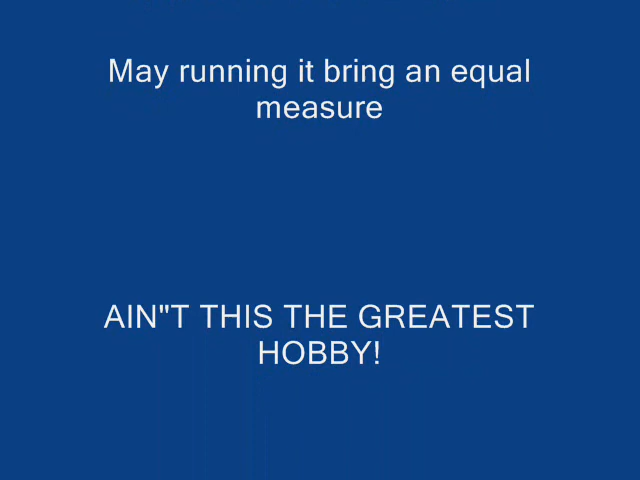 May running it bring an equal
measure
AIN"T THIS THE GREATEST
HOBBY!